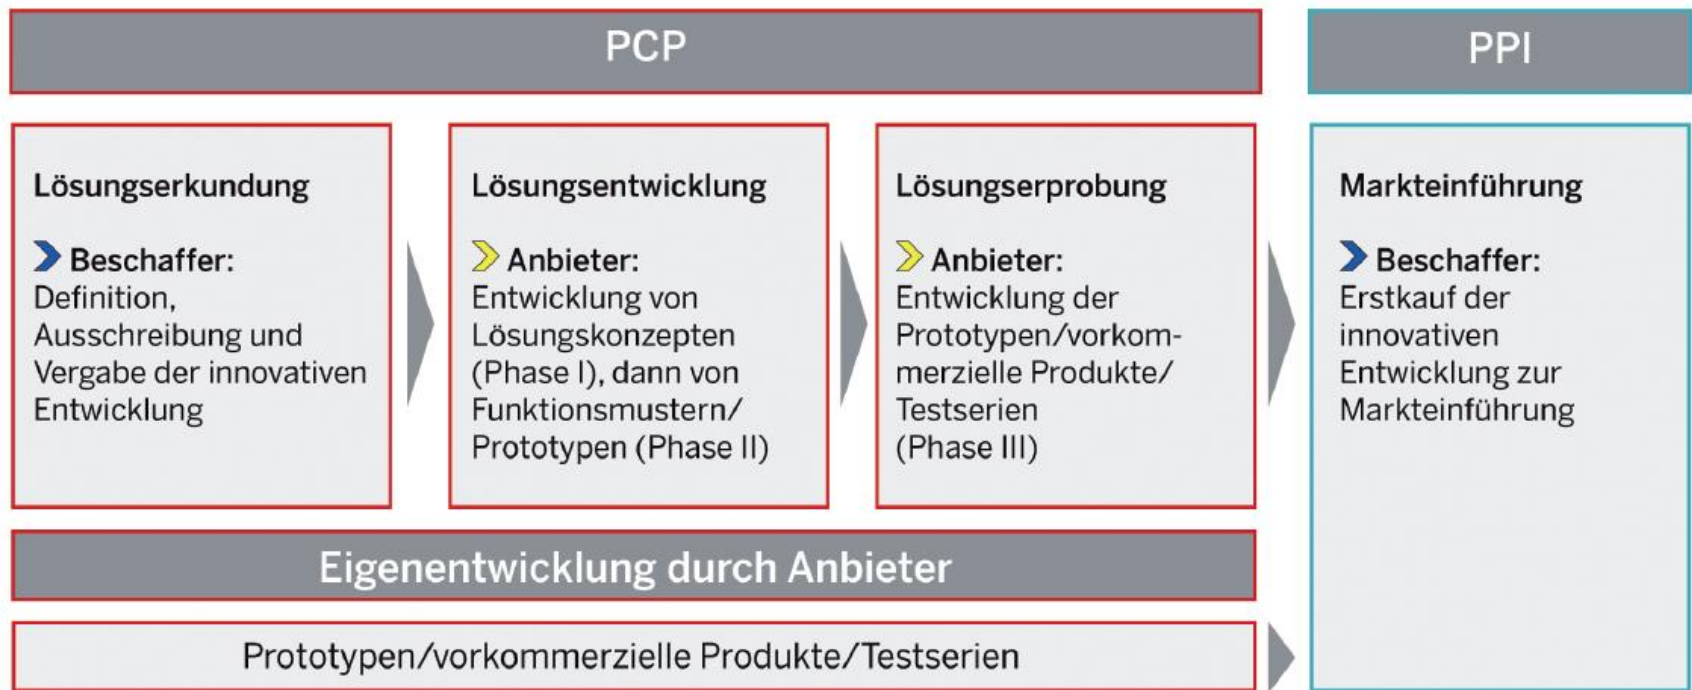 PCP
PPI
Lösungserkundung
Beschaffer:
Definition,
Ausschreibung und
Vergabe der innovativen
Entwicklung
Lösungsentwicklung
Anbieter:
Entwicklung von
Lösungskonzepten
(Phase I), dann von
Funktionsmustern/
Prototypen (Phase II)
Lösungserprobung
Anbieter:
Entwicklung der
Prototypen/vorkom-
merzielle Produkte/
Testserien
(Phase III)
Markteinführung
Beschaffer:
Erstkauf der
innovativen
Entwicklung zur
Markteinführung
Eigenentwicklung durch Anbieter
Prototypen/vorkommerzielle Produkte/Testserien